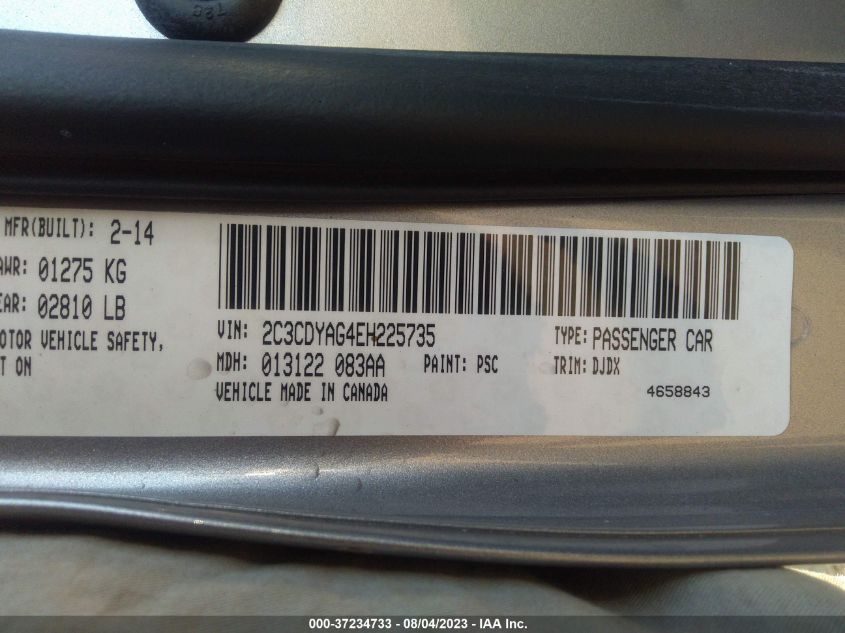 MFR(BUILT): 2-14
AWR: 01275 KG
EAR: 02810 LB
OTOR VEHICLE SAFETY,
T ON
VIN: 2C3CDYAG4EH225735
TYPE: PASSENGER CAR
MDH: 013122 083AA
PAINT: PSC
TRIM: DJDX
VEHICLE MADE IN CANADA
4658843
000-37234733 - 08/04/2023 - IAA Inc.